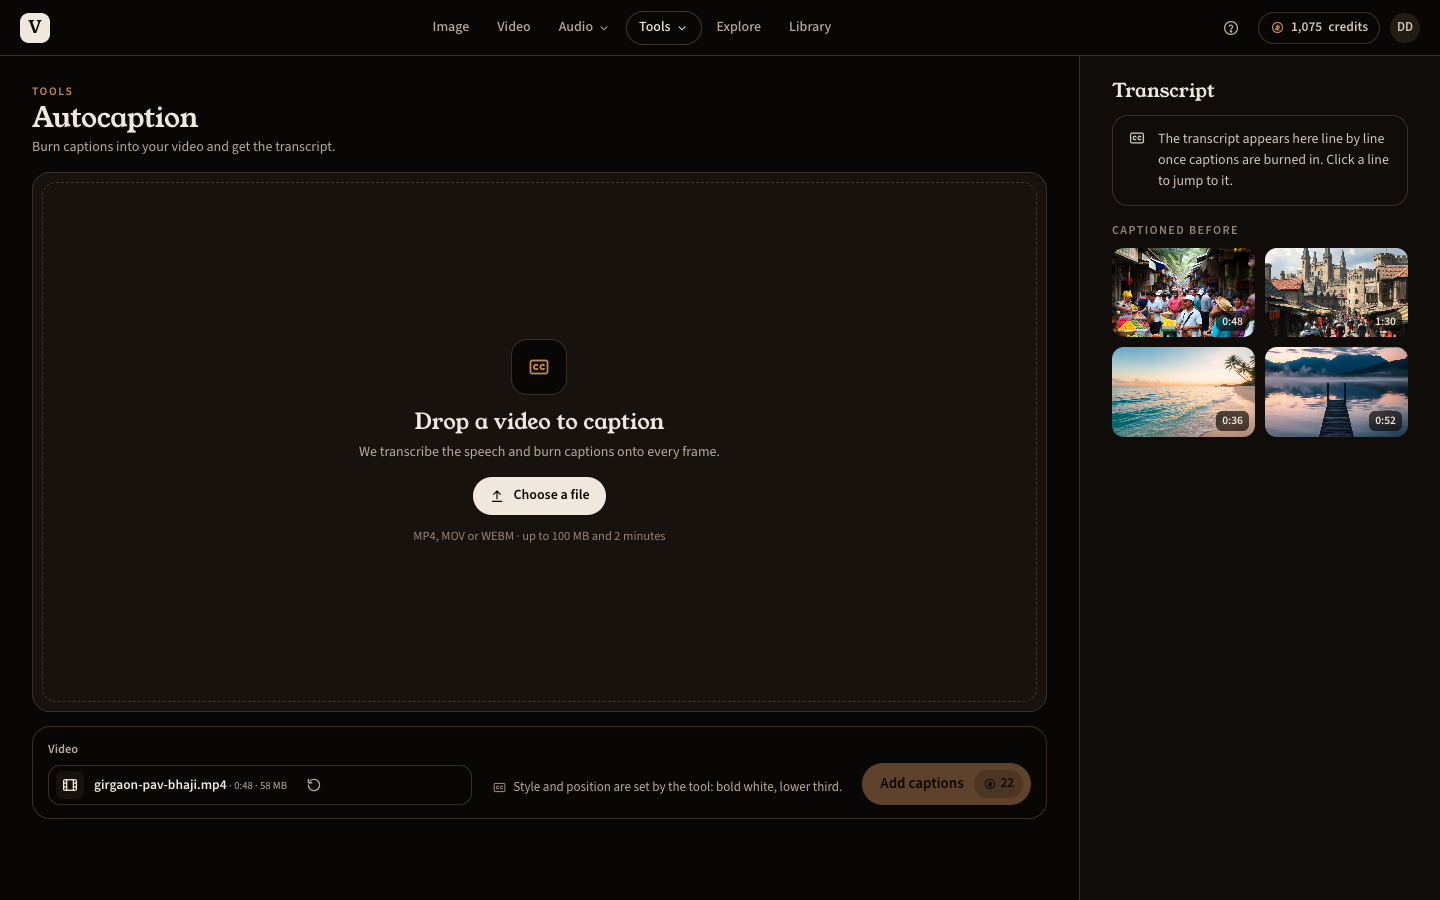 V
Image
Video
Audio
Tools
Explore
Library
1,075 credits
DD
TOOLS
Autocaption
Burn captions into your video and get the transcript.
Drop a video to caption
We transcribe the speech and burn captions onto every frame.
Choose a file
MP4, MOV or WEBM · up to 100 MB and 2 minutes
Video
girgaon-pav-bhaji.mp4 · 0:48 · 58 MB
Style and position are set by the tool: bold white, lower third.
Add captions 22
Transcript
The transcript appears here line by line
once captions are burned in. Click a line
to jump to it.
CAPTIONED BEFORE
0:48
1:30
0:36
0:52